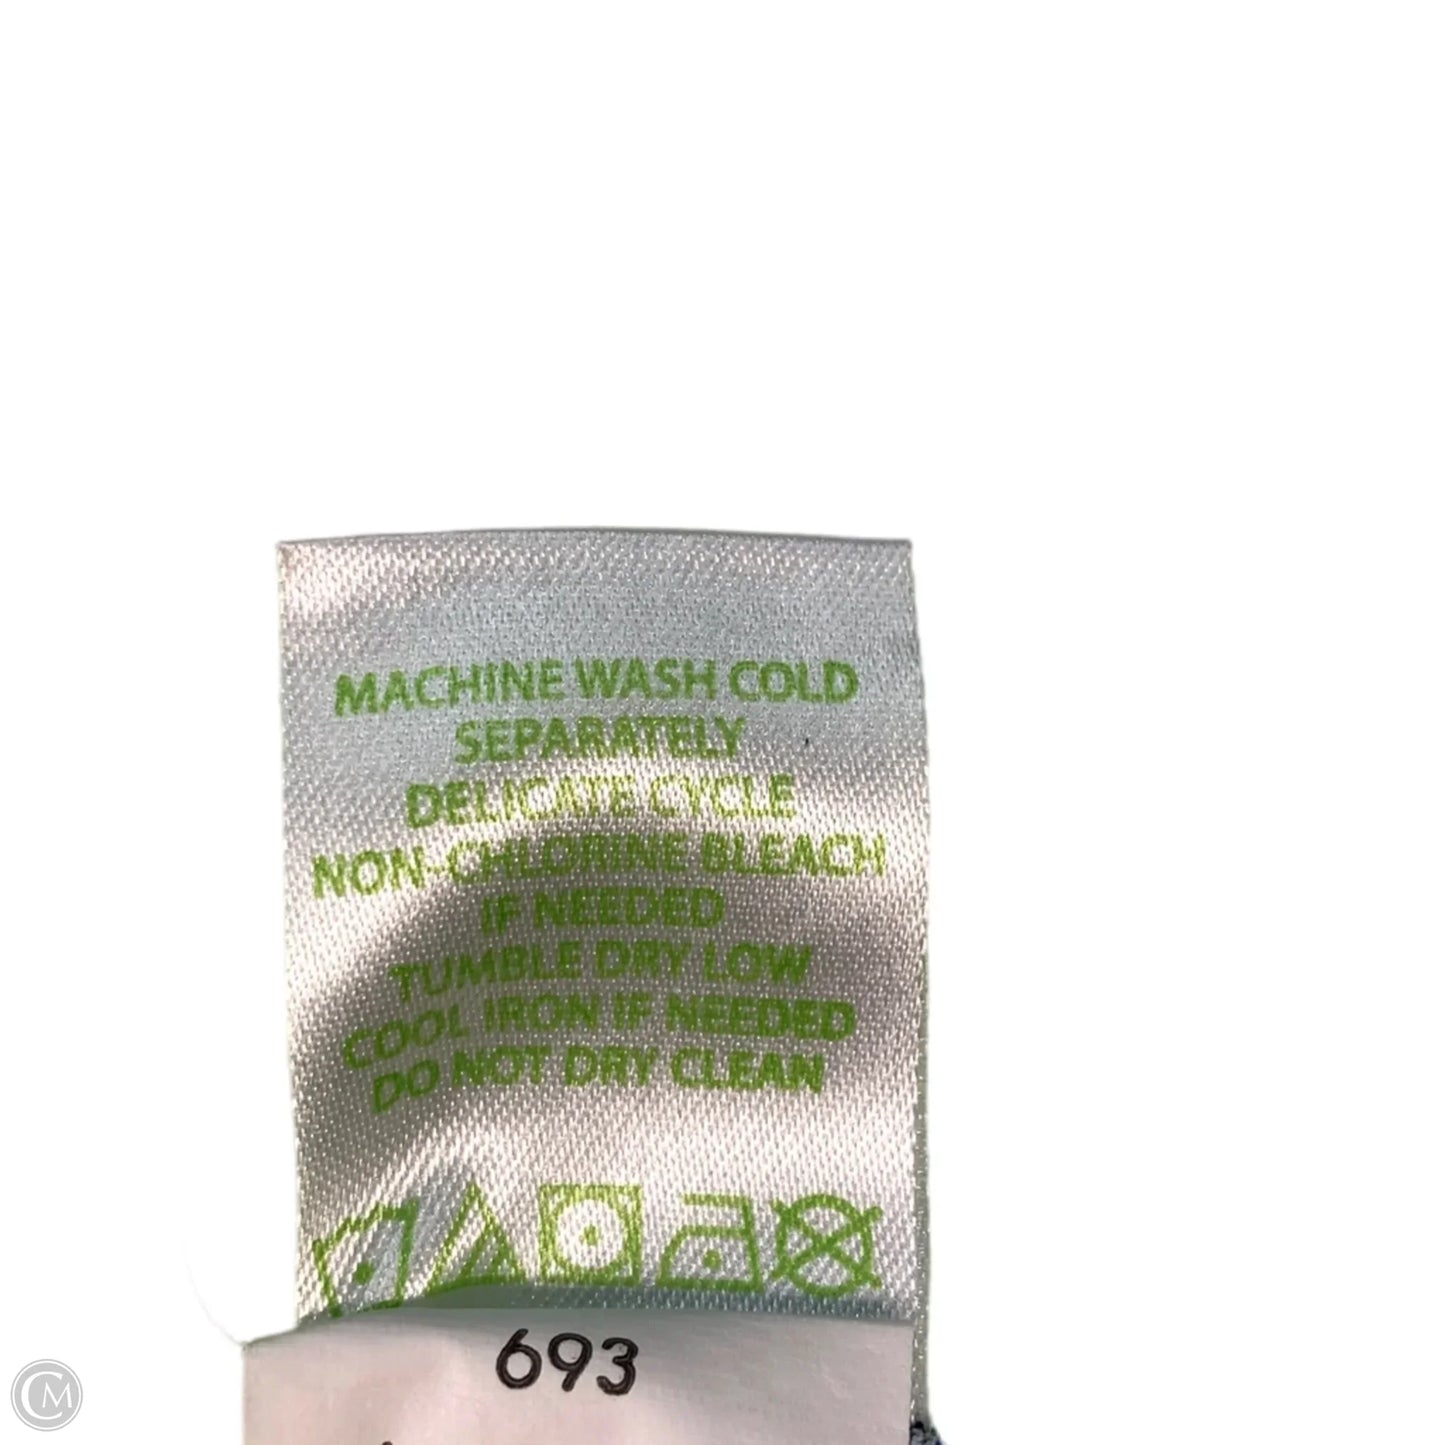 MACHINE WASH COLD
SEPARATELY
DELICATE CYCLE
NON-CHLORINE BLEACH
IF NEEDED
TUMBLE DRY LOW
COOL IRON IF NEEDED
DO NOT DRY CLEAN
693
CM